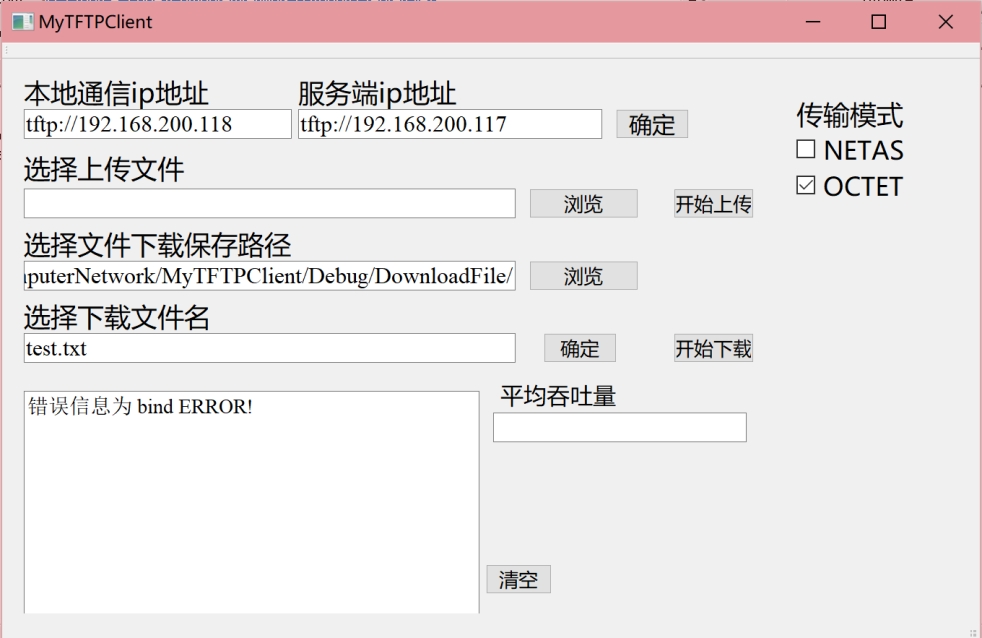 MyTFTPClient
本地通信ip地址 服务端ip地址
tftp://192.168.200.118 tftp://192.168.200.117 确定
传输模式
NETAS
OCTET
选择上传文件
浏览 开始上传
选择文件下载保存路径
puterNetwork/MyTFTPClient/Debug/DownloadFile/ 浏览
选择下载文件名
test.txt 确定 开始下载
错误信息为 bind ERROR!
平均吞吐量
清空